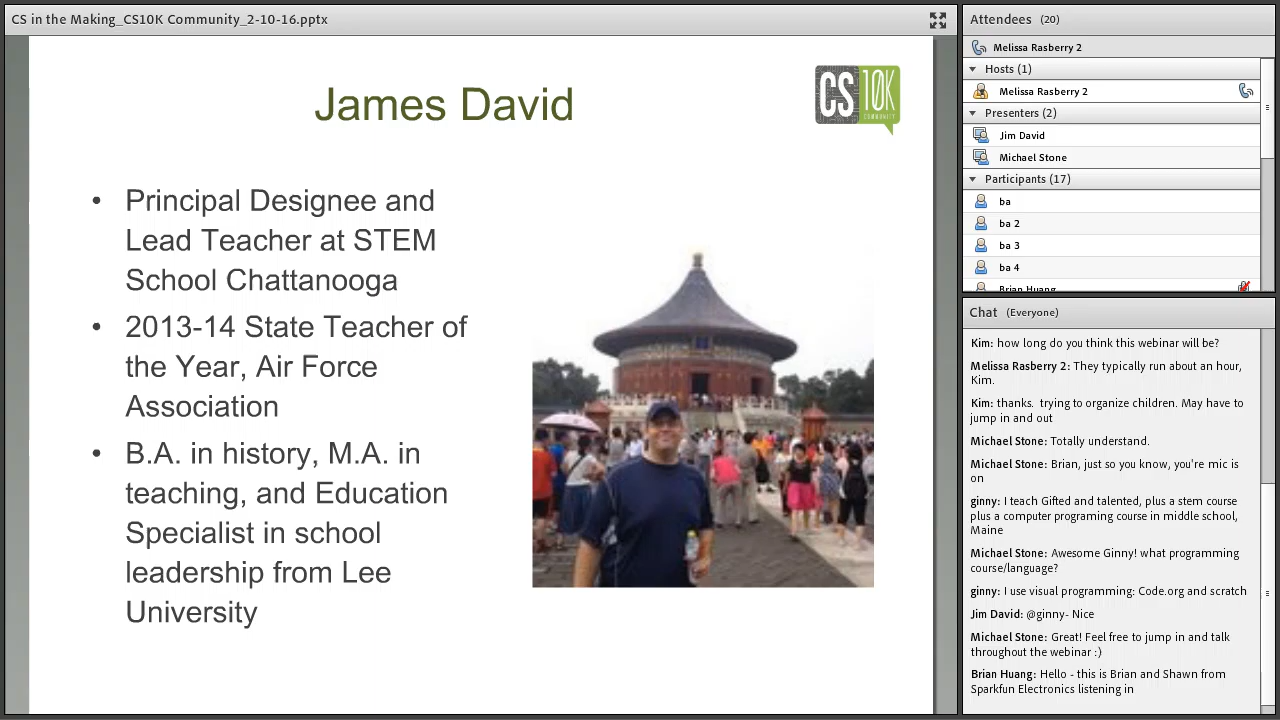 CS in the Making_CS10K Community_2-10-16.pptx
James David
CS 10K
COMMUNITY
• Principal Designee and
Lead Teacher at STEM
School Chattanooga
• 2013-14 State Teacher of
the Year, Air Force
Association
• B.A. in history, M.A. in
teaching, and Education
Specialist in school
leadership from Lee
University
Attendees (20)
Melissa Rasberry 2
Hosts (1)
Melissa Rasberry 2
Presenters (2)
Jim David
Michael Stone
Participants (17)
ba
ba 2
ba 3
ba 4
Brian Huang
Chat (Everyone)
Kim: how long do you think this webinar will be?
Melissa Rasberry 2: They typically run about an hour,
Kim.
Kim: thanks. trying to organize children. May have to
jump in and out
Michael Stone: Totally understand.
Michael Stone: Brian, just so you know, you're mic is
on
ginny: I teach Gifted and talented, plus a stem course
plus a computer programing course in middle school,
Maine
Michael Stone: Awesome Ginny! what programming
course/language?
ginny: I use visual programming: Code.org and scratch
Jim David: @ginny- Nice
Michael Stone: Great! Feel free to jump in and talk
throughout the webinar :)
Brian Huang: Hello - this is Brian and Shawn from
Sparkfun Electronics listening in